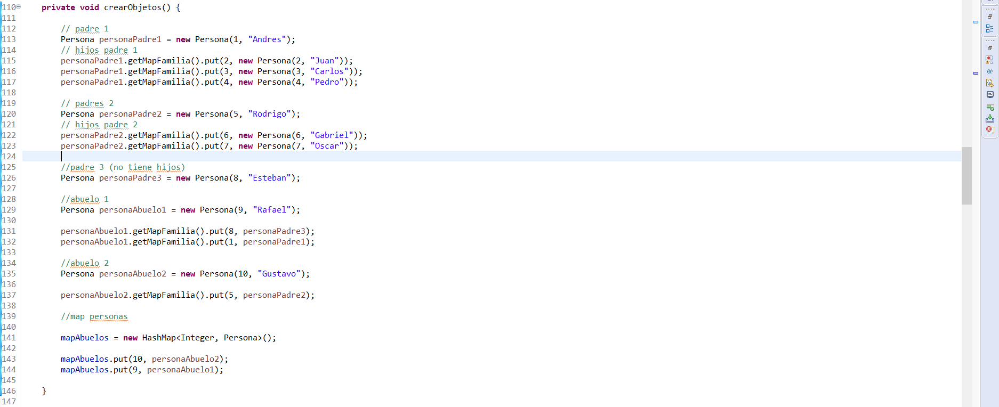 110 private void crearObjetos() {
111
112 // padre 1
113 Persona personaPadre1 = new Persona(1, "Andres");
114 // hijos padre 1
115 personaPadre1.getMapFamilia().put(2, new Persona(2, "Juan"));
116 personaPadre1.getMapFamilia().put(3, new Persona(3, "Carlos"));
117 personaPadre1.getMapFamilia().put(4, new Persona(4, "Pedro"));
118
119 // padres 2
120 Persona personaPadre2 = new Persona(5, "Rodrigo");
121 // hijos padre 2
122 personaPadre2.getMapFamilia().put(6, new Persona(6, "Gabriel"));
123 personaPadre2.getMapFamilia().put(7, new Persona(7, "Oscar"));
124
125 //padre 3 (no tiene hijos)
126 Persona personaPadre3 = new Persona(8, "Esteban");
127
128 //abuelo 1
129 Persona personaAbuelo1 = new Persona(9, "Rafael");
130
131 personaAbuelo1.getMapFamilia().put(8, personaPadre3);
132 personaAbuelo1.getMapFamilia().put(1, personaPadre1);
133
134 //abuelo 2
135 Persona personaAbuelo2 = new Persona(10, "Gustavo");
136
137 personaAbuelo2.getMapFamilia().put(5, personaPadre2);
138
139 //map personas
140
141 mapAbuelos = new HashMap<Integer, Persona>();
142
143 mapAbuelos.put(10, personaAbuelo2);
144 mapAbuelos.put(9, personaAbuelo1);
145
146 }
147